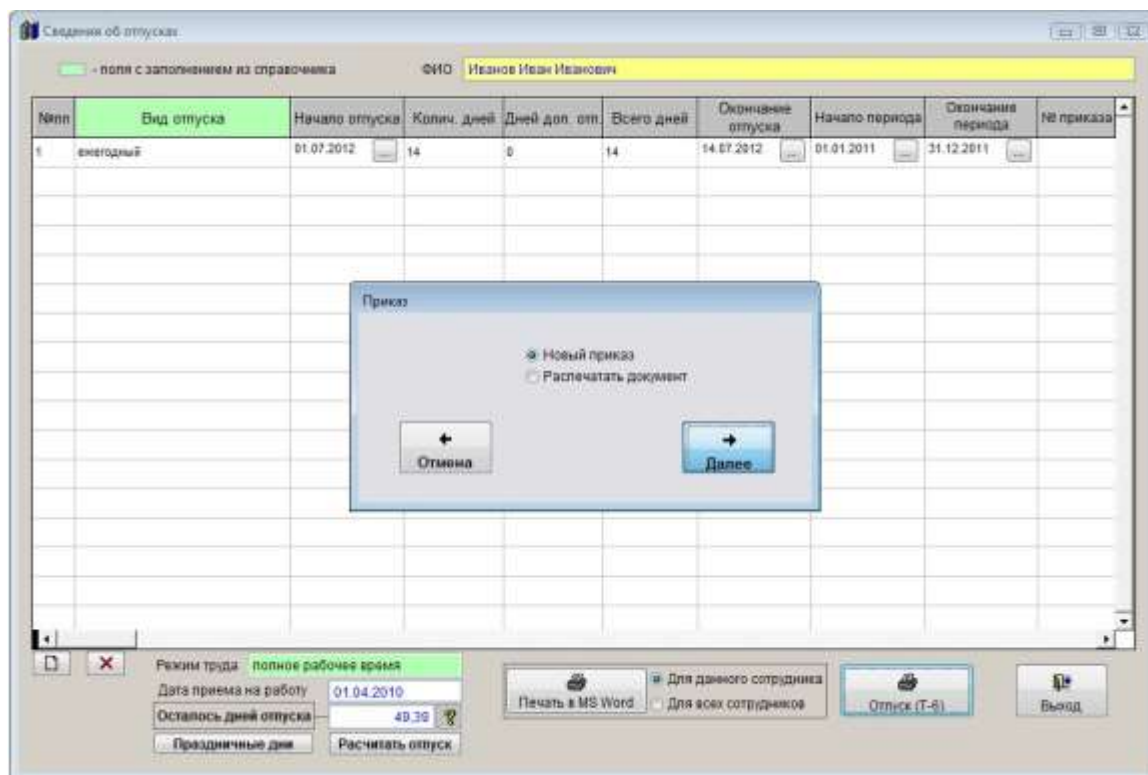 Сведения об отпусках
- поля с заполнением из справочника ФИО Иванов Иван Иванович
№пп Вид отпуска Начало отпуска Колич. дней Дней доп. отп. Всего дней Окончание отпуска Начало периода Окончания периода № приказа
1 ежегодный 01.07.2012 ... 14 0 14 14.07.2012 ... 01.01.2011 ... 31.12.2011 ...
Приказ
Новый приказ
Распечатать документ
Отмена Далее
Режим труда полное рабочее время
Дата приема на работу 01.04.2010
Осталось дней отпуска 49,39 ?
Праздничные дни Расчитать отпуск
Печать в MS Word
Для данного сотрудника
Для всех сотрудников
Отпуск (Т-6)
Выход